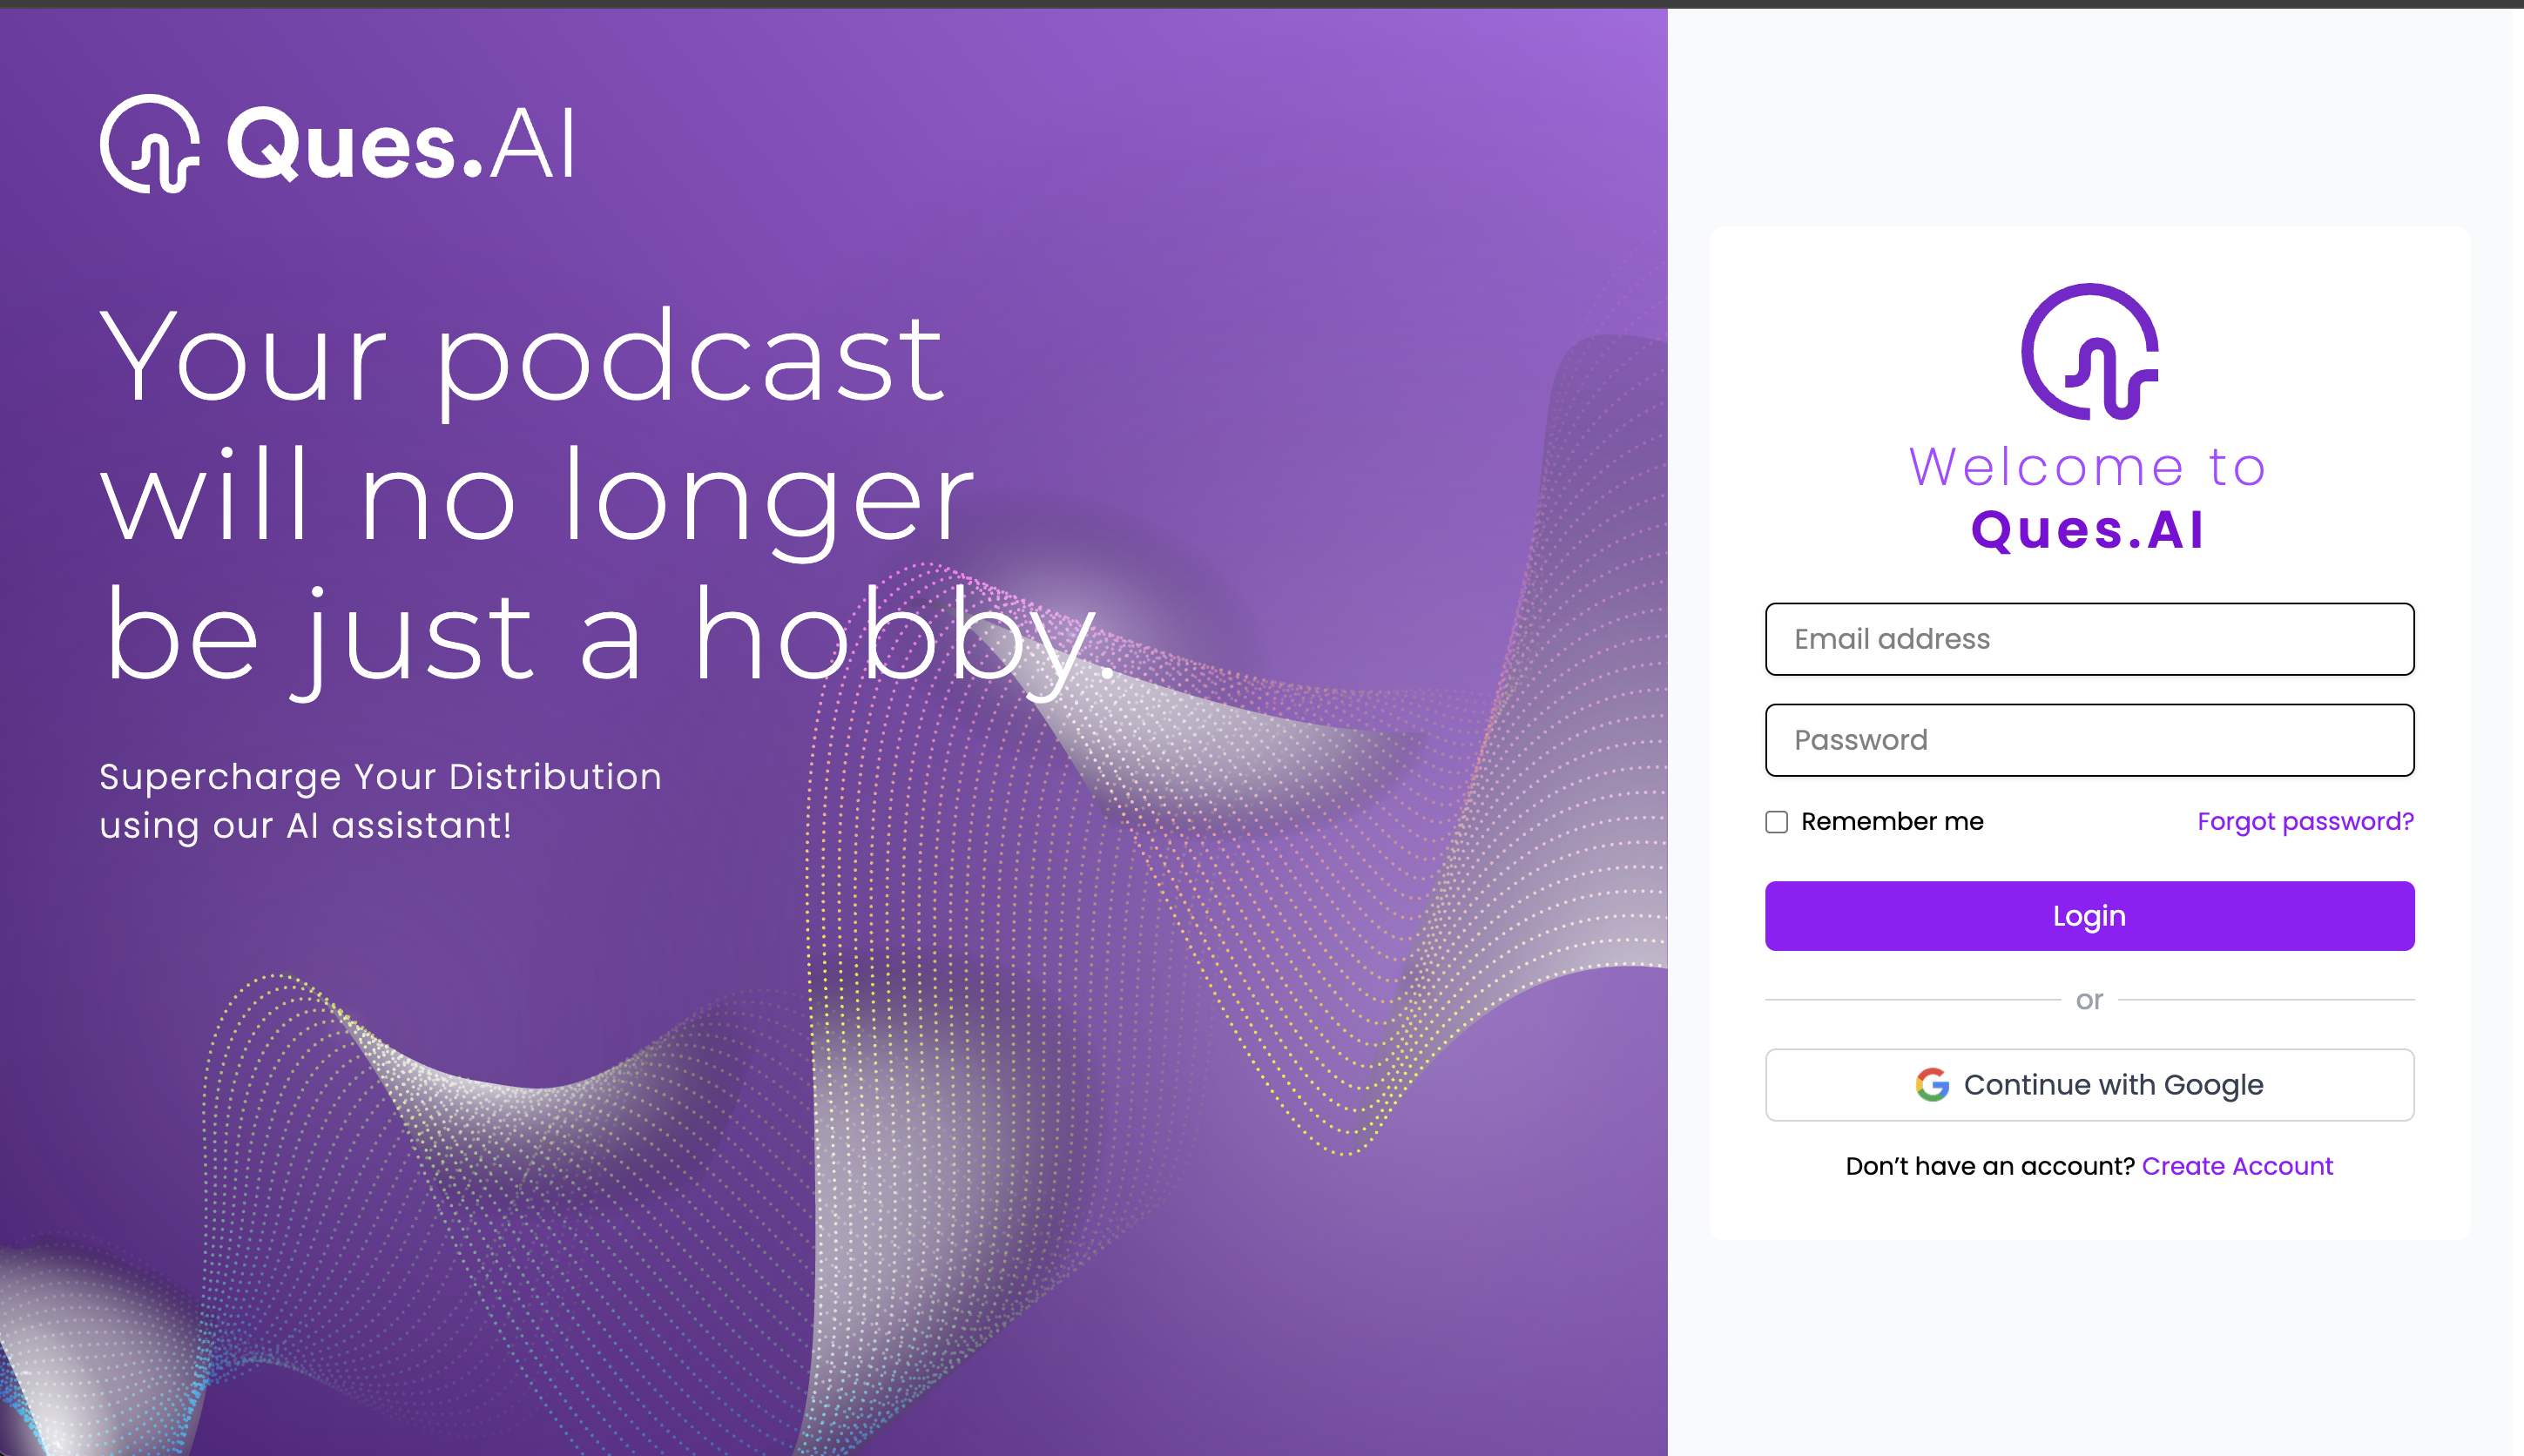 Ques.AI
Your podcast
will no longer
be just a hobby.
Supercharge Your Distribution
using our AI assistant!
Welcome to
Ques.AI
Email address
Password
Remember me
Forgot password?
Login
or
Continue with Google
Don’t have an account? Create Account